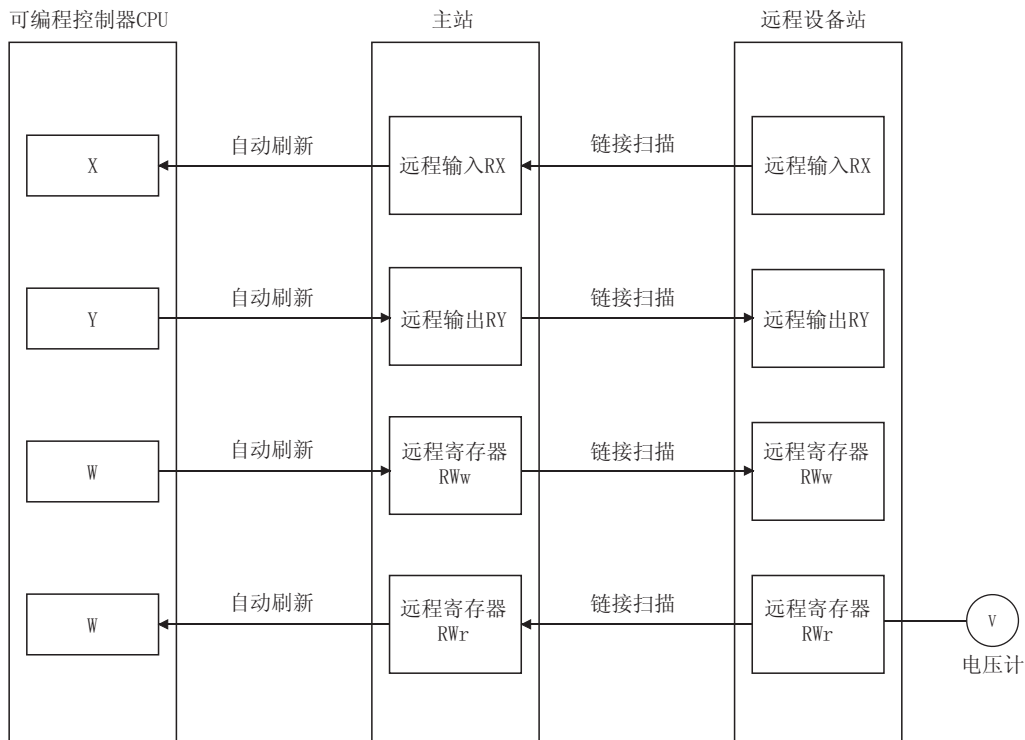 可编程控制器CPU
主站
远程设备站
X
自动刷新
远程输入RX
链接扫描
远程输入RX
Y
自动刷新
远程输出RY
链接扫描
远程输出RY
W
自动刷新
远程寄存器
RWw
链接扫描
远程寄存器
RWw
W
自动刷新
远程寄存器
RWr
链接扫描
远程寄存器
RWr
V
电压计